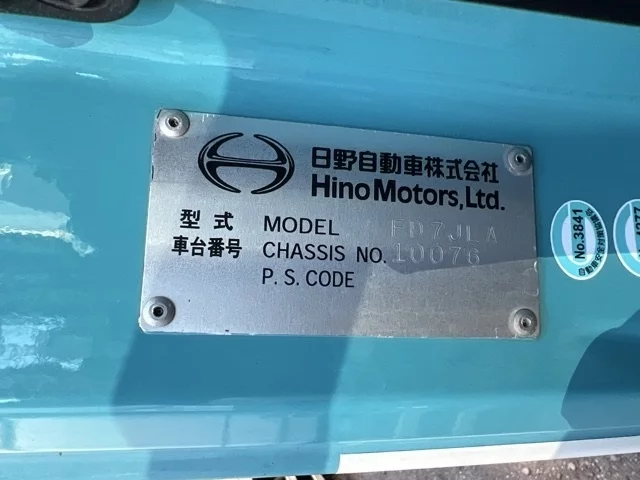 日野自動車株式会社
Hino Motors, Ltd.
型式 MODEL FD7JLA
車台番号 CHASSIS NO. 10076
P.S. CODE
No.3841